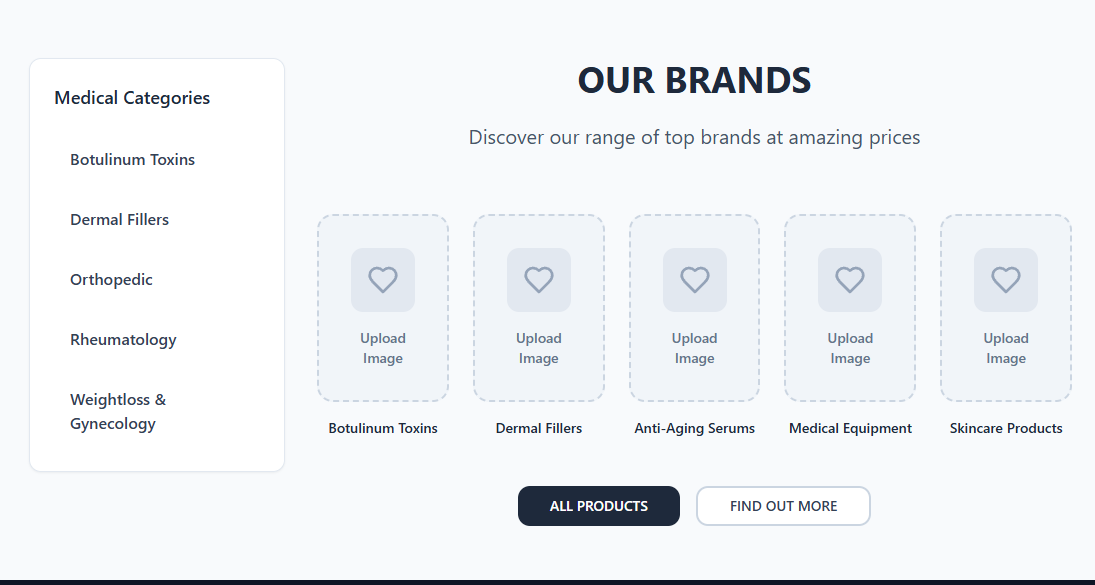 Medical Categories
Botulinum Toxins
Dermal Fillers
Orthopedic
Rheumatology
Weightloss &
Gynecology
OUR BRANDS
Discover our range of top brands at amazing prices
Upload
Image
Botulinum Toxins
Upload
Image
Dermal Fillers
Upload
Image
Anti-Aging Serums
Upload
Image
Medical Equipment
Upload
Image
Skincare Products
ALL PRODUCTS
FIND OUT MORE